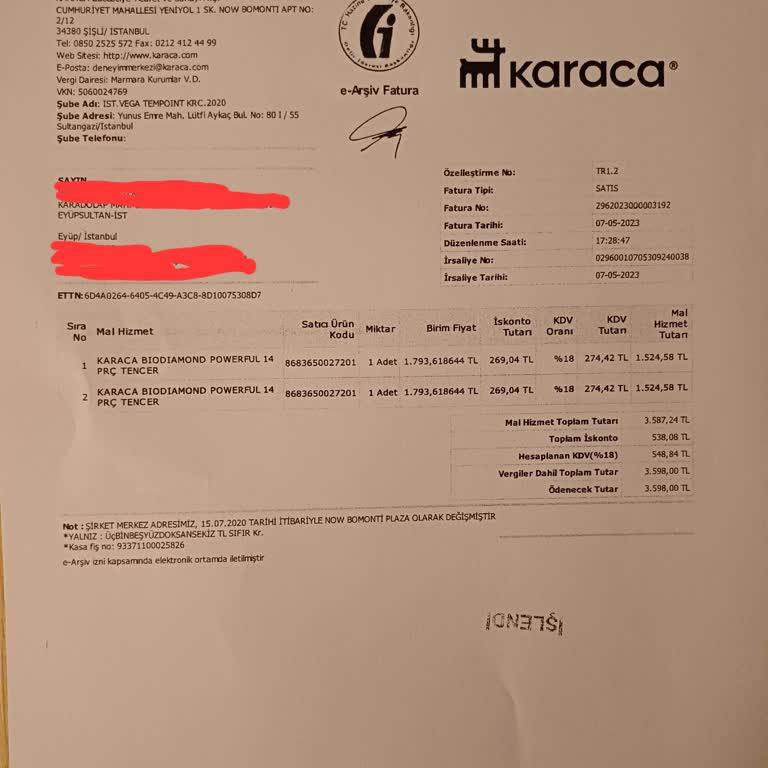 CUMHURİYET MAHALLESİ YENİYOL 1 SK. NOW BOMONTI APT NO:
2/12
34380 ŞİŞLİ/ İSTANBUL
Tel: 0850 2525 572 Fax: 0212 412 44 99
Web Sitesi: http://www.karaca.com
E-Posta: deneyimmerkezi@karaca.com
Vergi Dairesi: Marmara Kurumlar V.D.
VKN: 5060024769
Şube Adı: IST.VEGA TEMPOINT KRC.2020
Şube Adresi: Yunus Emre Mah. Lütfi Aykaç Bul. No: 80 1 / 55
Sultangazi/İstanbul
Şube Telefonu:
e-Arşiv Fatura
karaca®
SAYIN
KARADOLAP
EYÜPSULTAN-İST
Eyüp/ İstanbul
ETTN:6D4A0264-6405-4C49-A3C8-8D10075308D7
Özelleştirme No: TR1.2
Fatura Tipi: SATIS
Fatura No: 2962023000003192
Fatura Tarihi: 07-05-2023
Düzenlenme Saati: 17:28:47
İrsaliye No: 02960010705309240038
İrsaliye Tarihi: 07-05-2023
Sıra No Mal Hizmet Satıcı Ürün Kodu Miktar Birim Fiyat İskonto Tutarı KDV Oranı KDV Tutarı Mal Hizmet Tutarı
1 KARACA BIODIAMOND POWERFUL 14 8683650027201 1 Adet 1.793,618644 TL 269,04 TL %18 274,42 TL 1.524,58 TL
PRÇ TENCER
2 KARACA BIODIAMOND POWERFUL 14 8683650027201 1 Adet 1.793,618644 TL 269,04 TL %18 274,42 TL 1.524,58 TL
PRÇ TENCER
Mal Hizmet Toplam Tutarı 3.587,24 TL
Toplam İskonto 538,08 TL
Hesaplanan KDV(%18) 548,84 TL
Vergiler Dahil Toplam Tutar 3.598,00 TL
Ödenecek Tutar 3.598,00 TL
Not : ŞİRKET MERKEZ ADRESİMİZ, 15.07.2020 TARİHİ İTİBARİYLE NOW BOMONTİ PLAZA OLARAK DEĞİŞMİŞTİR
*YALNIZ : ÜçBİNBEŞYÜZDOKSANSEKİZ TL SIFIR Kr.
*Kasa fiş no: 93371100025826
e-Arşiv izni kapsamında elektronik ortamda iletilmiştir
İŞLENDİ